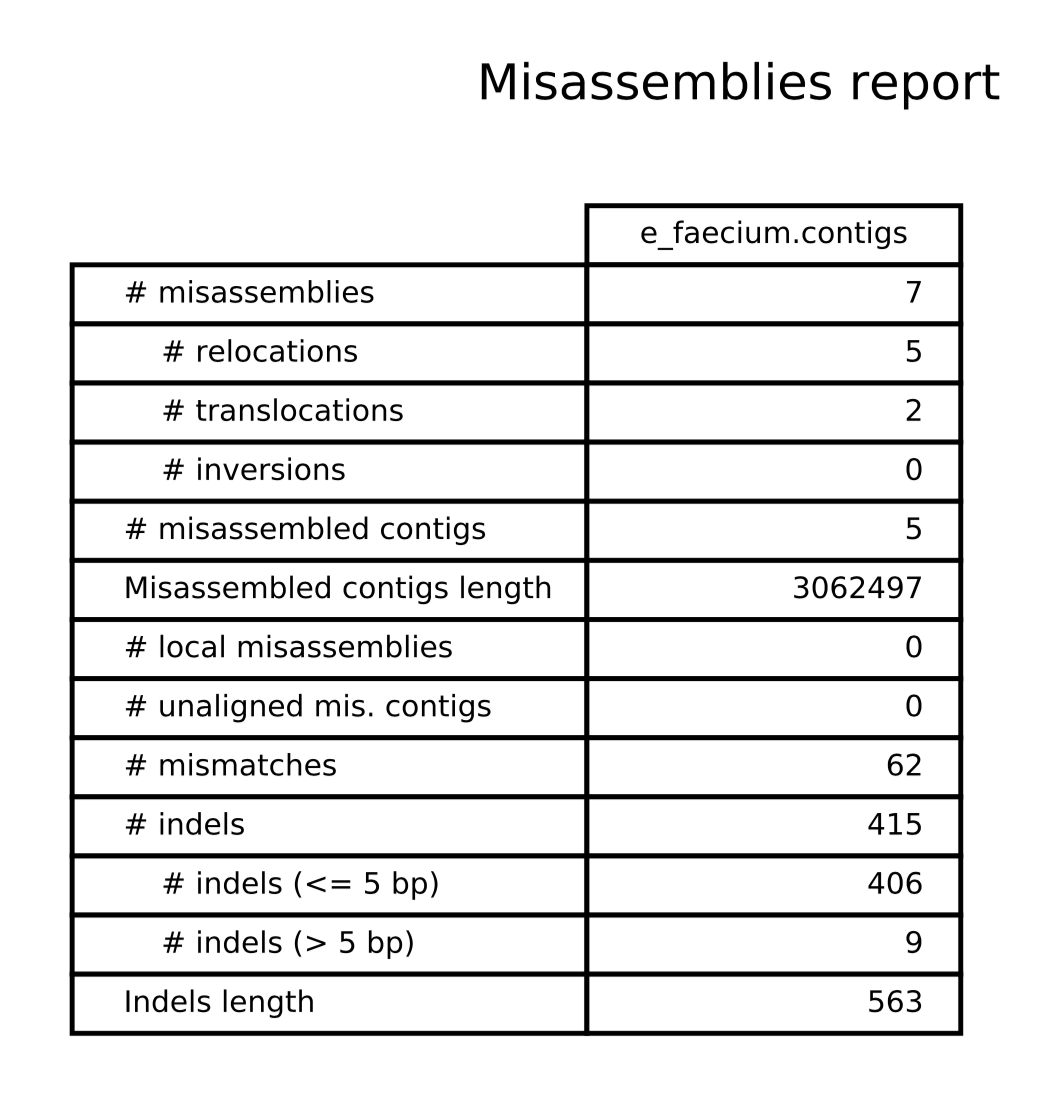 Misassemblies report
e_faecium.contigs
# misassemblies 7
# relocations 5
# translocations 2
# inversions 0
# misassembled contigs 5
Misassembled contigs length 3062497
# local misassemblies 0
# unaligned mis. contigs 0
# mismatches 62
# indels 415
# indels (<= 5 bp) 406
# indels (> 5 bp) 9
Indels length 563